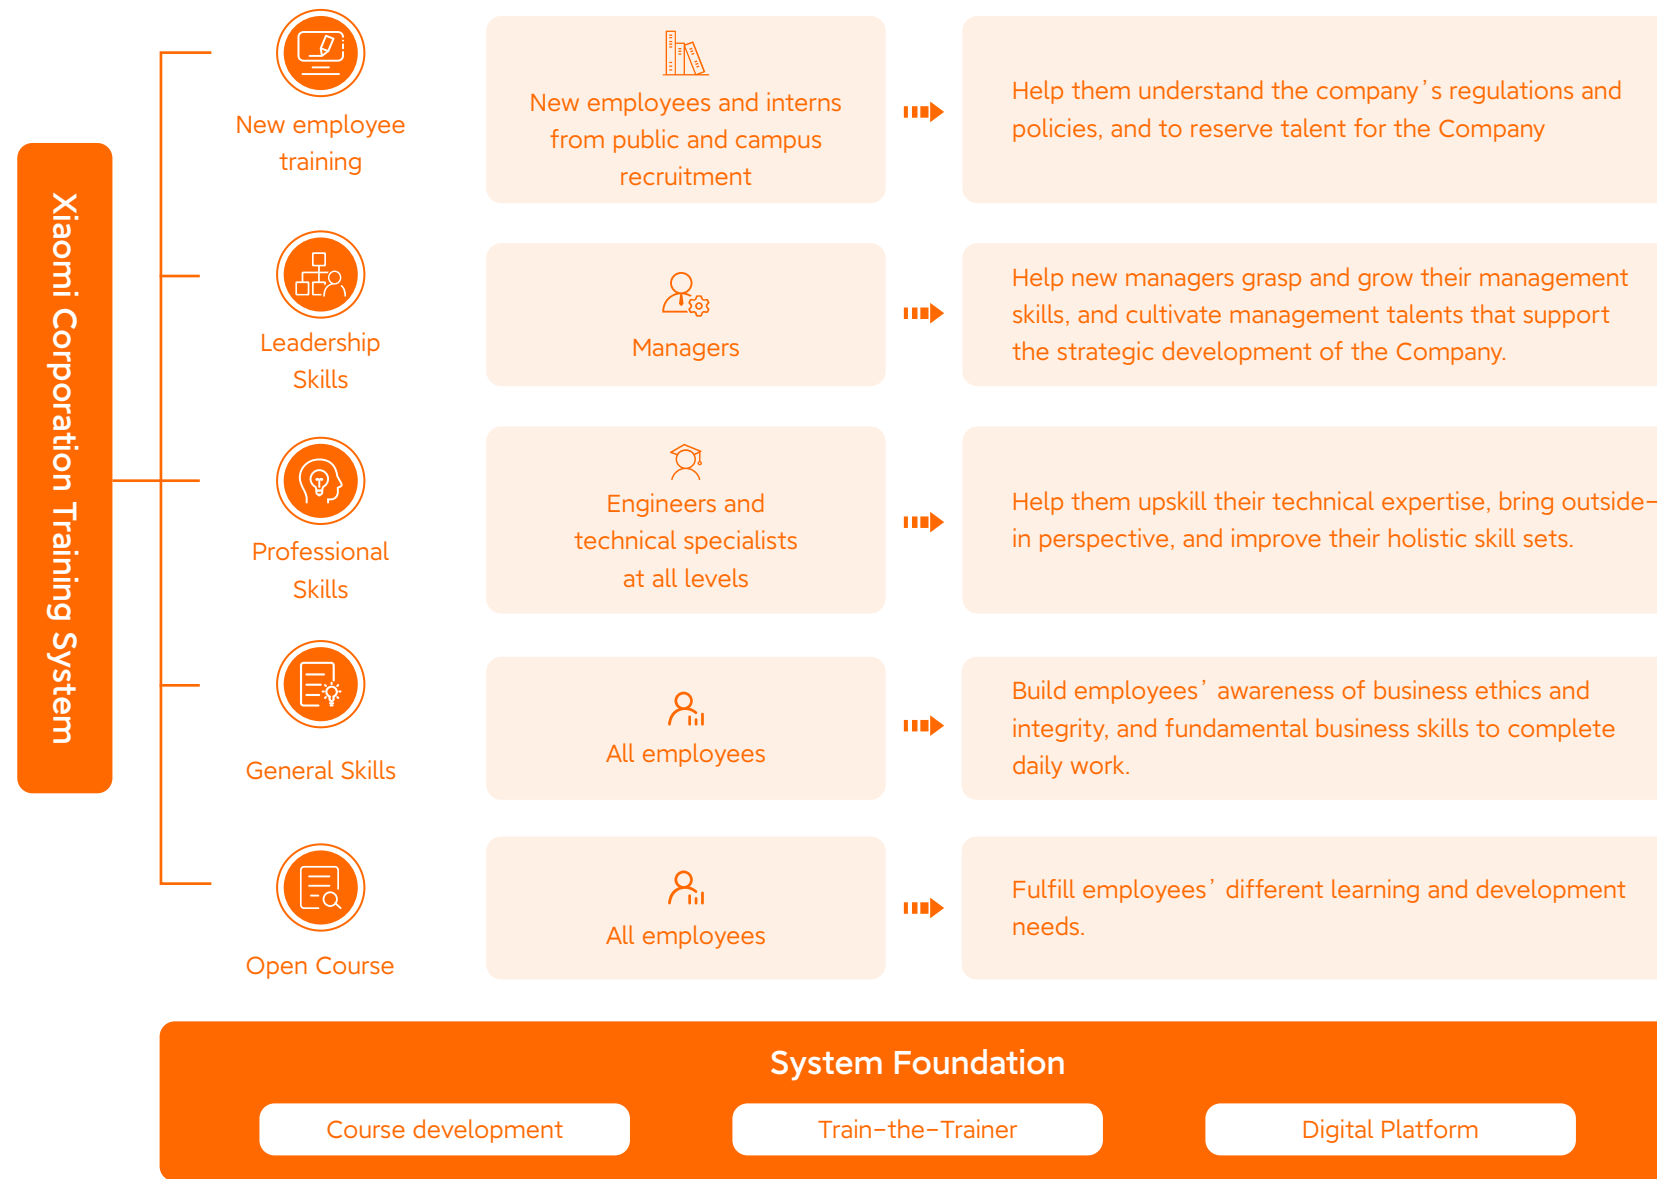 Xiaomi Corporation Training System
New employee
training
New employees and interns
from public and campus
recruitment
Help them understand the company's regulations and
policies, and to reserve talent for the Company
Leadership
Skills
Managers
Help new managers grasp and grow their management
skills, and cultivate management talents that support
the strategic development of the Company.
Professional
Skills
Engineers and
technical specialists
at all levels
Help them upskill their technical expertise, bring outside-
in perspective, and improve their holistic skill sets.
General Skills
All employees
Build employees' awareness of business ethics and
integrity, and fundamental business skills to complete
daily work.
Open Course
All employees
Fulfill employees' different learning and development
needs.
System Foundation
Course development
Train-the-Trainer
Digital Platform